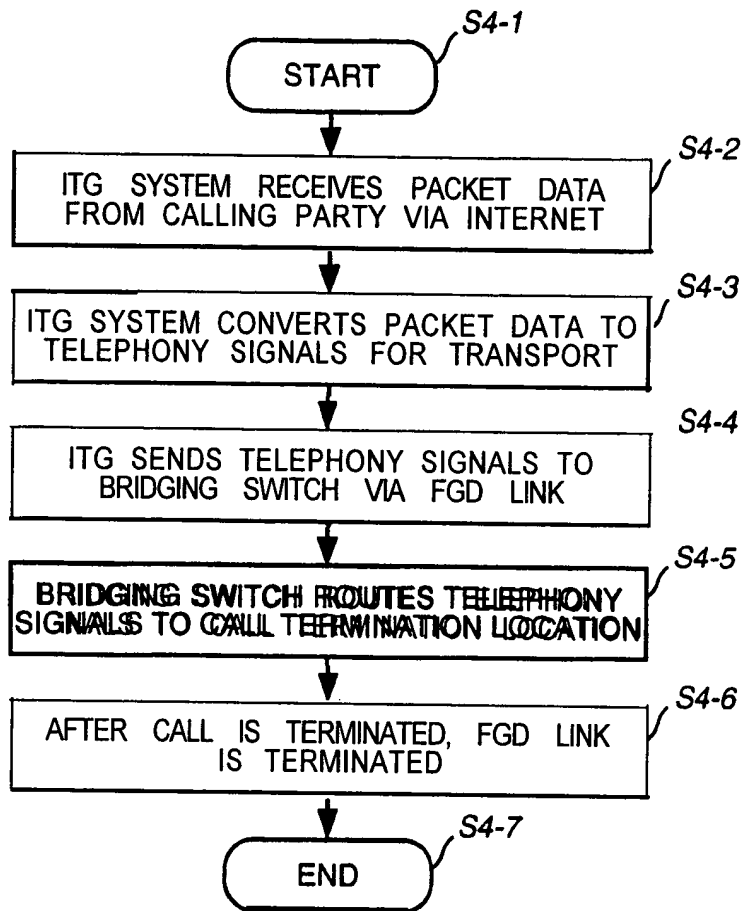 S4-1
START
S4-2
ITG SYSTEM RECEIVES PACKET DATA
FROM CALLING PARTY VIA INTERNET
S4-3
ITG SYSTEM CONVERTS PACKET DATA TO
TELEPHONY SIGNALS FOR TRANSPORT
S4-4
ITG SENDS TELEPHONY SIGNALS TO
BRIDGING SWITCH VIA FGD LINK
S4-5
BRIDGING SWITCH ROUTES TELEPHONY
SIGNALS TO CALL TERMINATION LOCATION
S4-6
AFTER CALL IS TERMINATED, FGD LINK
IS TERMINATED
S4-7
END